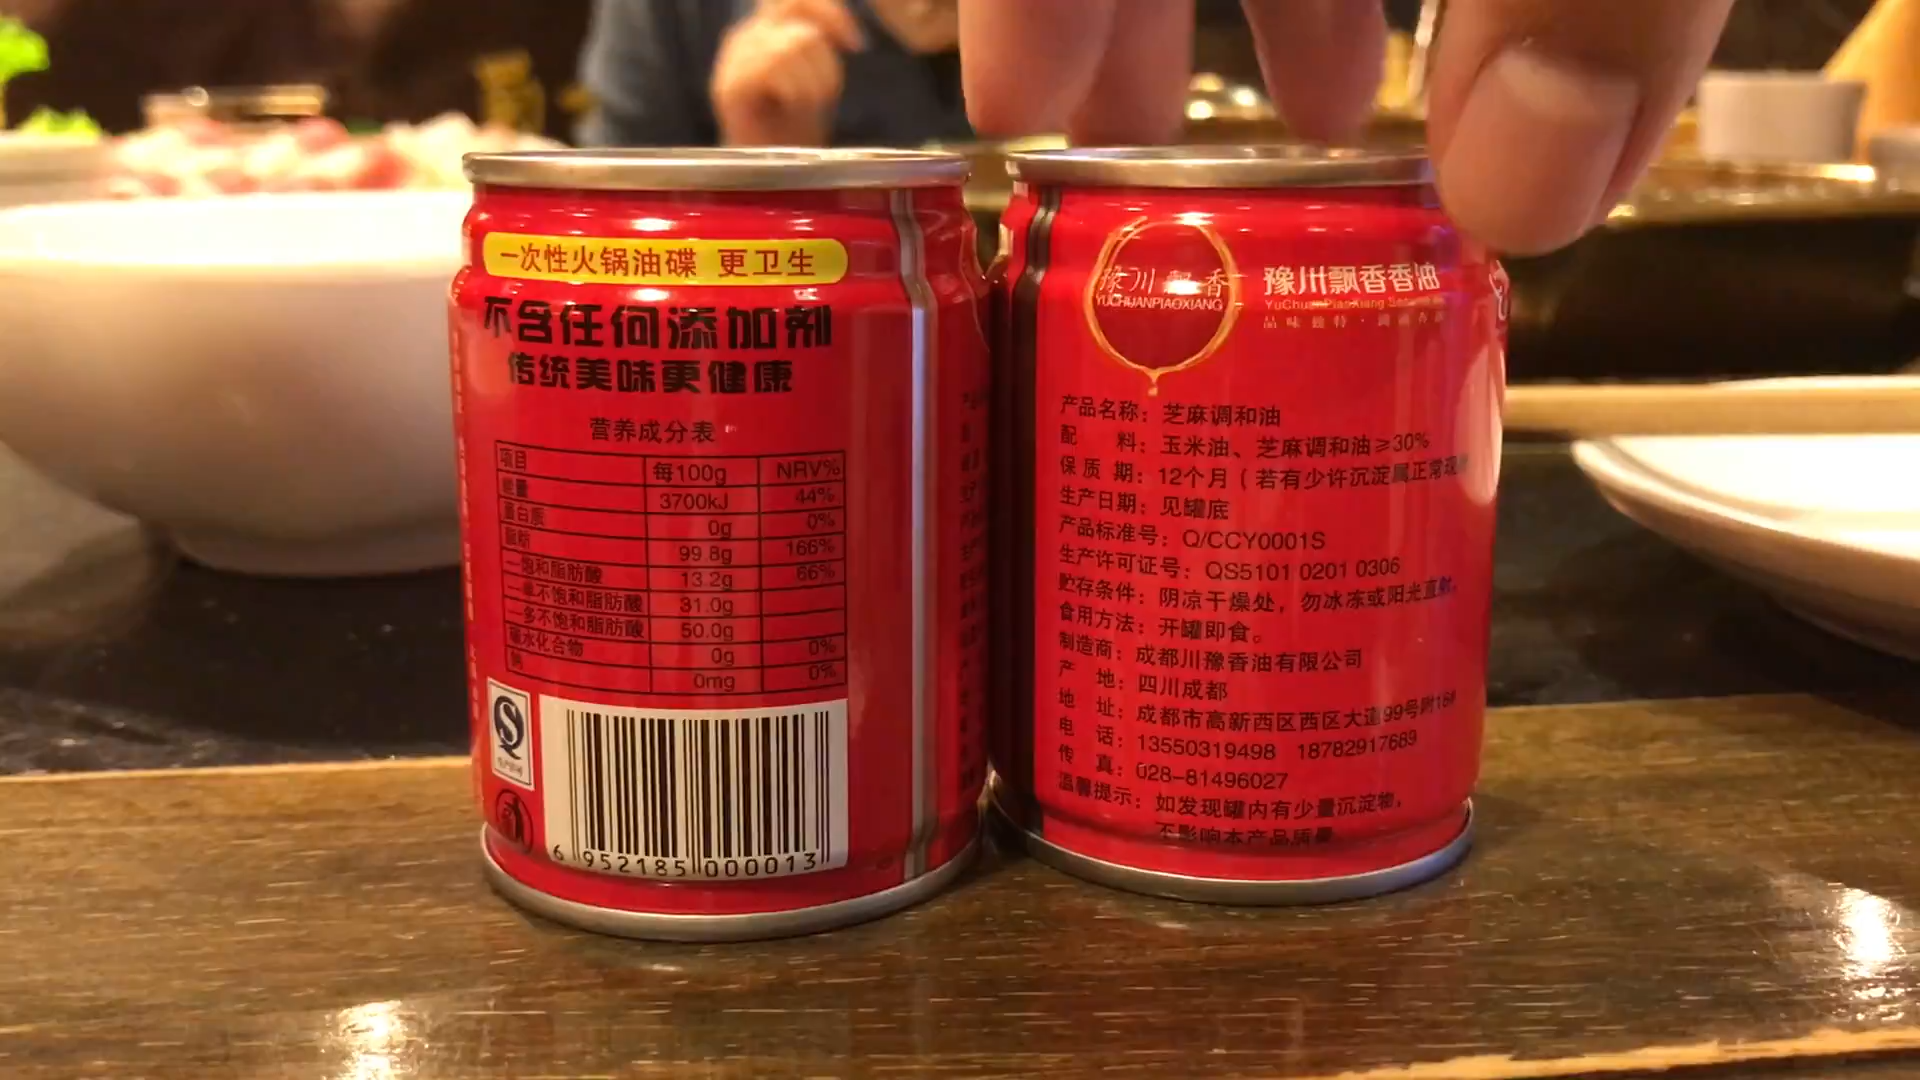 一次性火锅油碟 更卫生
不含任何添加剂
传统美味更健康
营养成分表
项目 每100g NRV%
能量 3700kJ 44%
蛋白质 0g 0%
脂肪 99.8g 166%
—饱和脂肪酸 13.2g 66%
—单不饱和脂肪酸 31.0g
—多不饱和脂肪酸 50.0g
碳水化合物 0g 0%
钠 0mg 0%
6 952185 000013
豫川飘香
YUCHUANPIAOXIANG
豫川飘香香油
YuChuanPiaoXiang
品味独特·滴滴香
产品名称：芝麻调和油
配 料：玉米油、芝麻调和油≥30%
保 质 期：12个月（若有少许沉淀属正常现
生产日期：见罐底
产品标准号：Q/CCY0001S
生产许可证号：QS5101 0201 0306
贮存条件：阴凉干燥处，勿冰冻或阳光直射。
食用方法：开罐即食。
制造商：成都川豫香油有限公司
产 地：四川成都
地 址：成都市高新西区西区大道99号附16#
电 话：13550319498 18782917689
传 真：028-81496027
温馨提示：如发现罐内有少量沉淀物，
不影响本产品质量